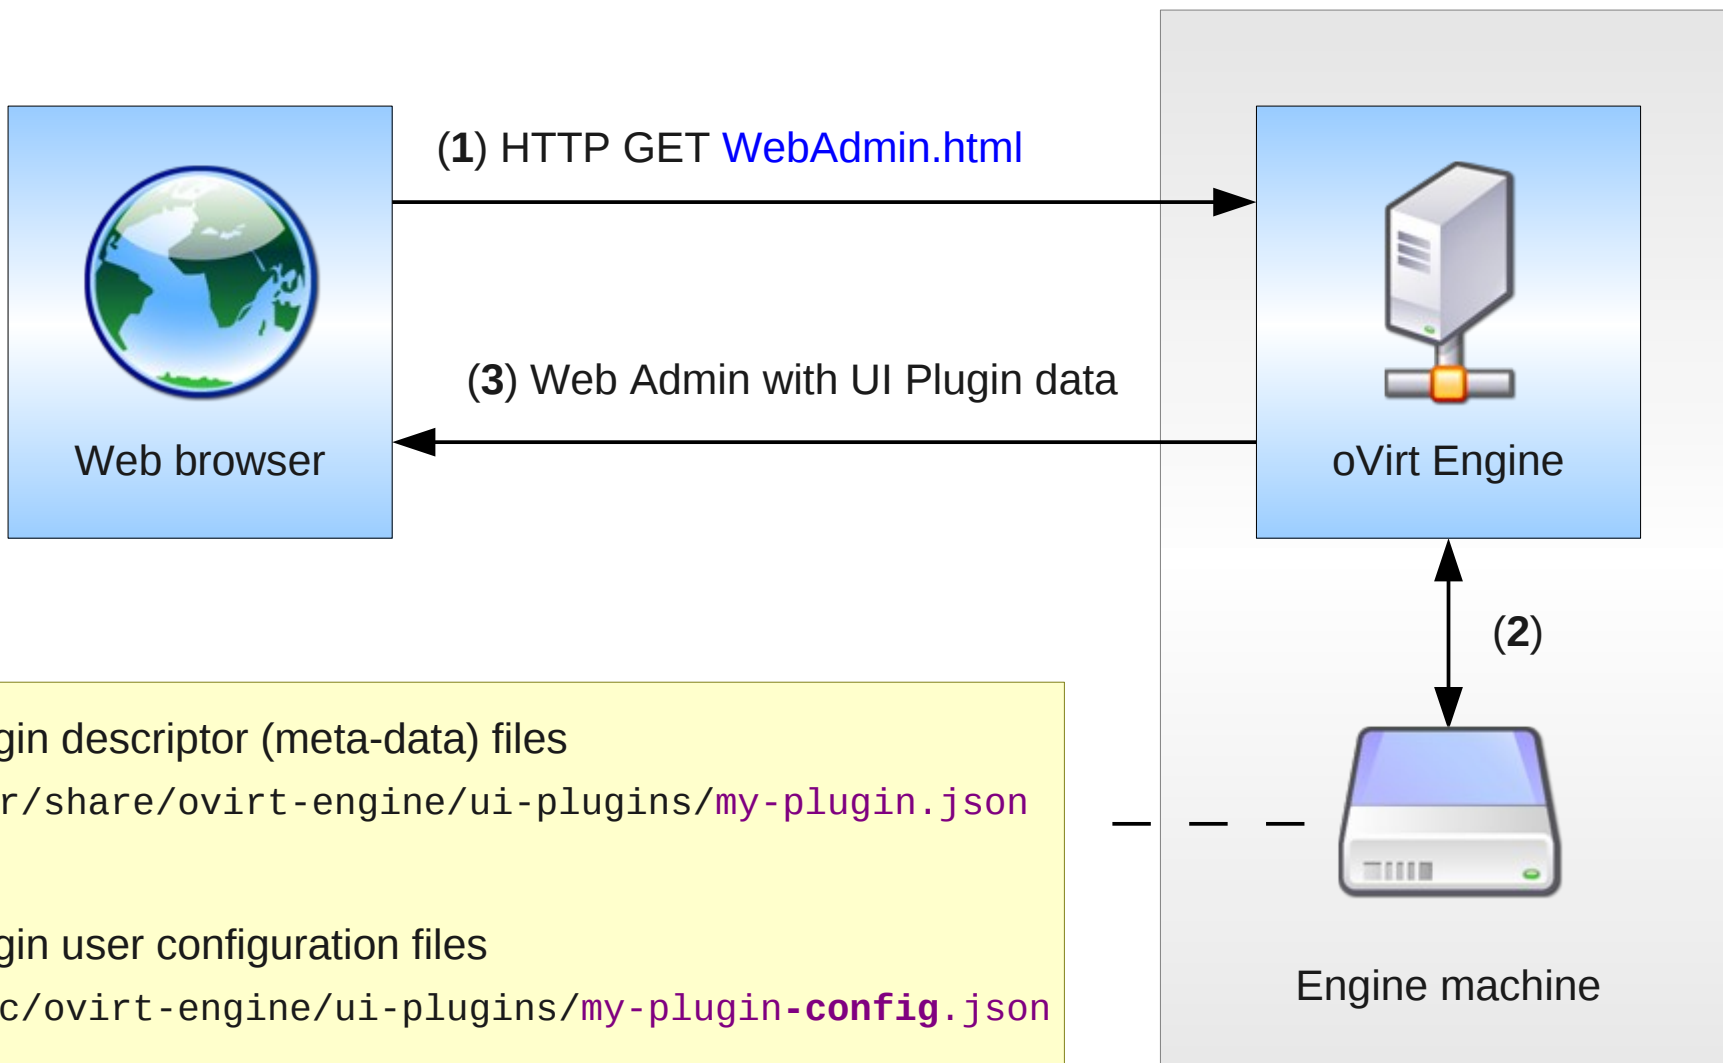 (1) HTTP GET WebAdmin.html
(3) Web Admin with UI Plugin data
Web browser
oVirt Engine
(2)
gin descriptor (meta-data) files
r/share/ovirt-engine/ui-plugins/my-plugin.json
gin user configuration files
c/ovirt-engine/ui-plugins/my-plugin-config.json
Engine machine